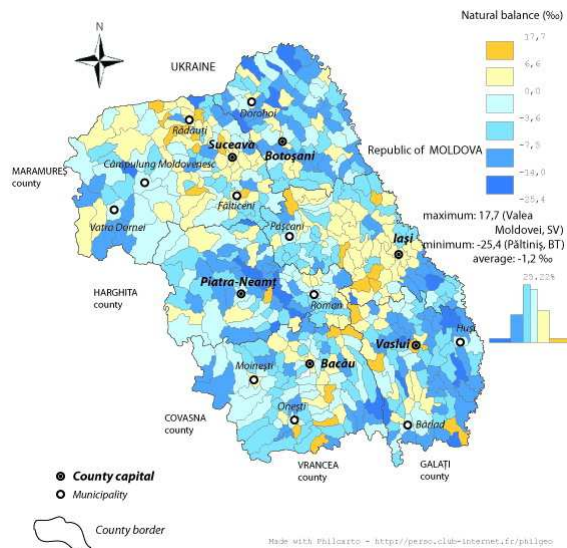 Natural balance (‰)
17,7
6,6
0,0
-3,6
-7,5
-14,0
-25,4
N
UKRAINE
Dorohoi
Rădăuți
Suceava
Botoșani
Republic of MOLDOVA
MARAMUREȘ
county
Câmpulung Moldovenesc
Fălticeni
Vatra Dornei
Pașcani
Iași
maximum: 17,7 (Valea
Moldovei, SV)
minimum: -25,4 (Păltiniș, BT)
average: -1,2 ‰
HARGHITA
county
Piatra-Neamț
Roman
Vaslui
Huși
Moinești
Bacău
COVASNA
county
Onești
Bârlad
VRANCEA
county
GALAȚI
county
County capital
Municipality
County border
Made with Philcarto - http://perso.club-internet.fr/philgeo